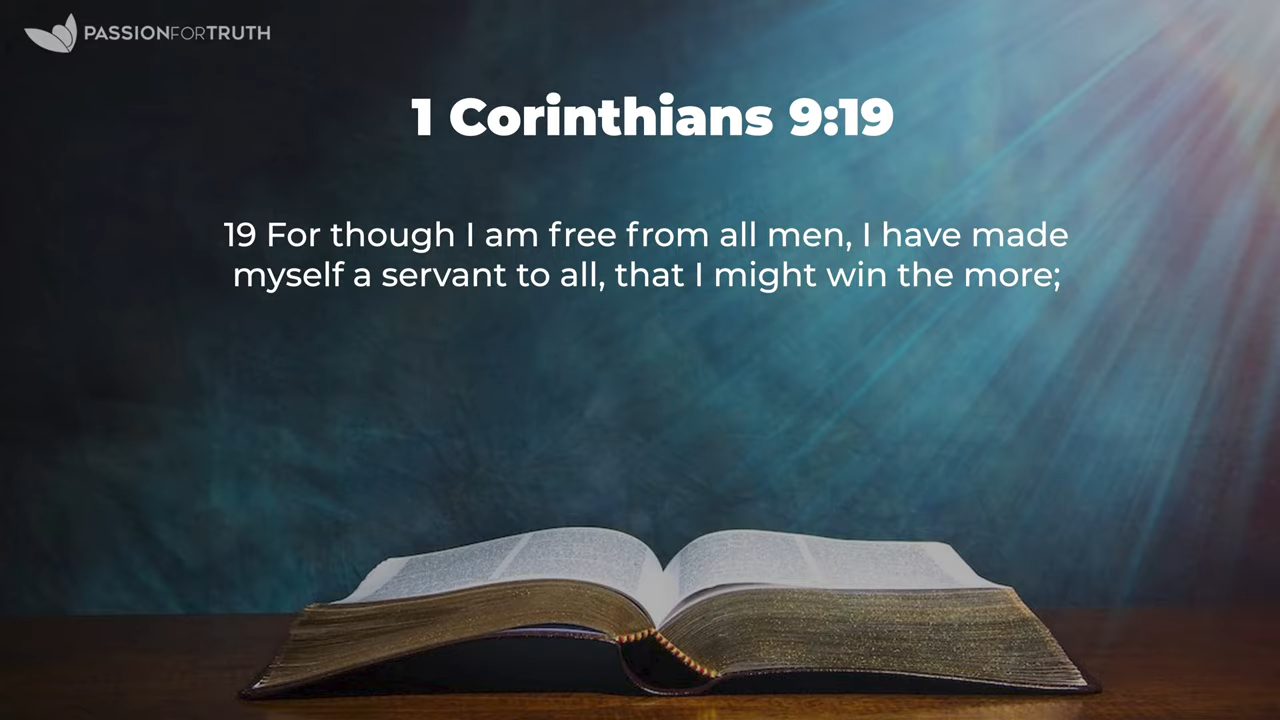 PASSIONFORTRUTH
1 Corinthians 9:19
19 For though I am free from all men, I have made
myself a servant to all, that I might win the more;